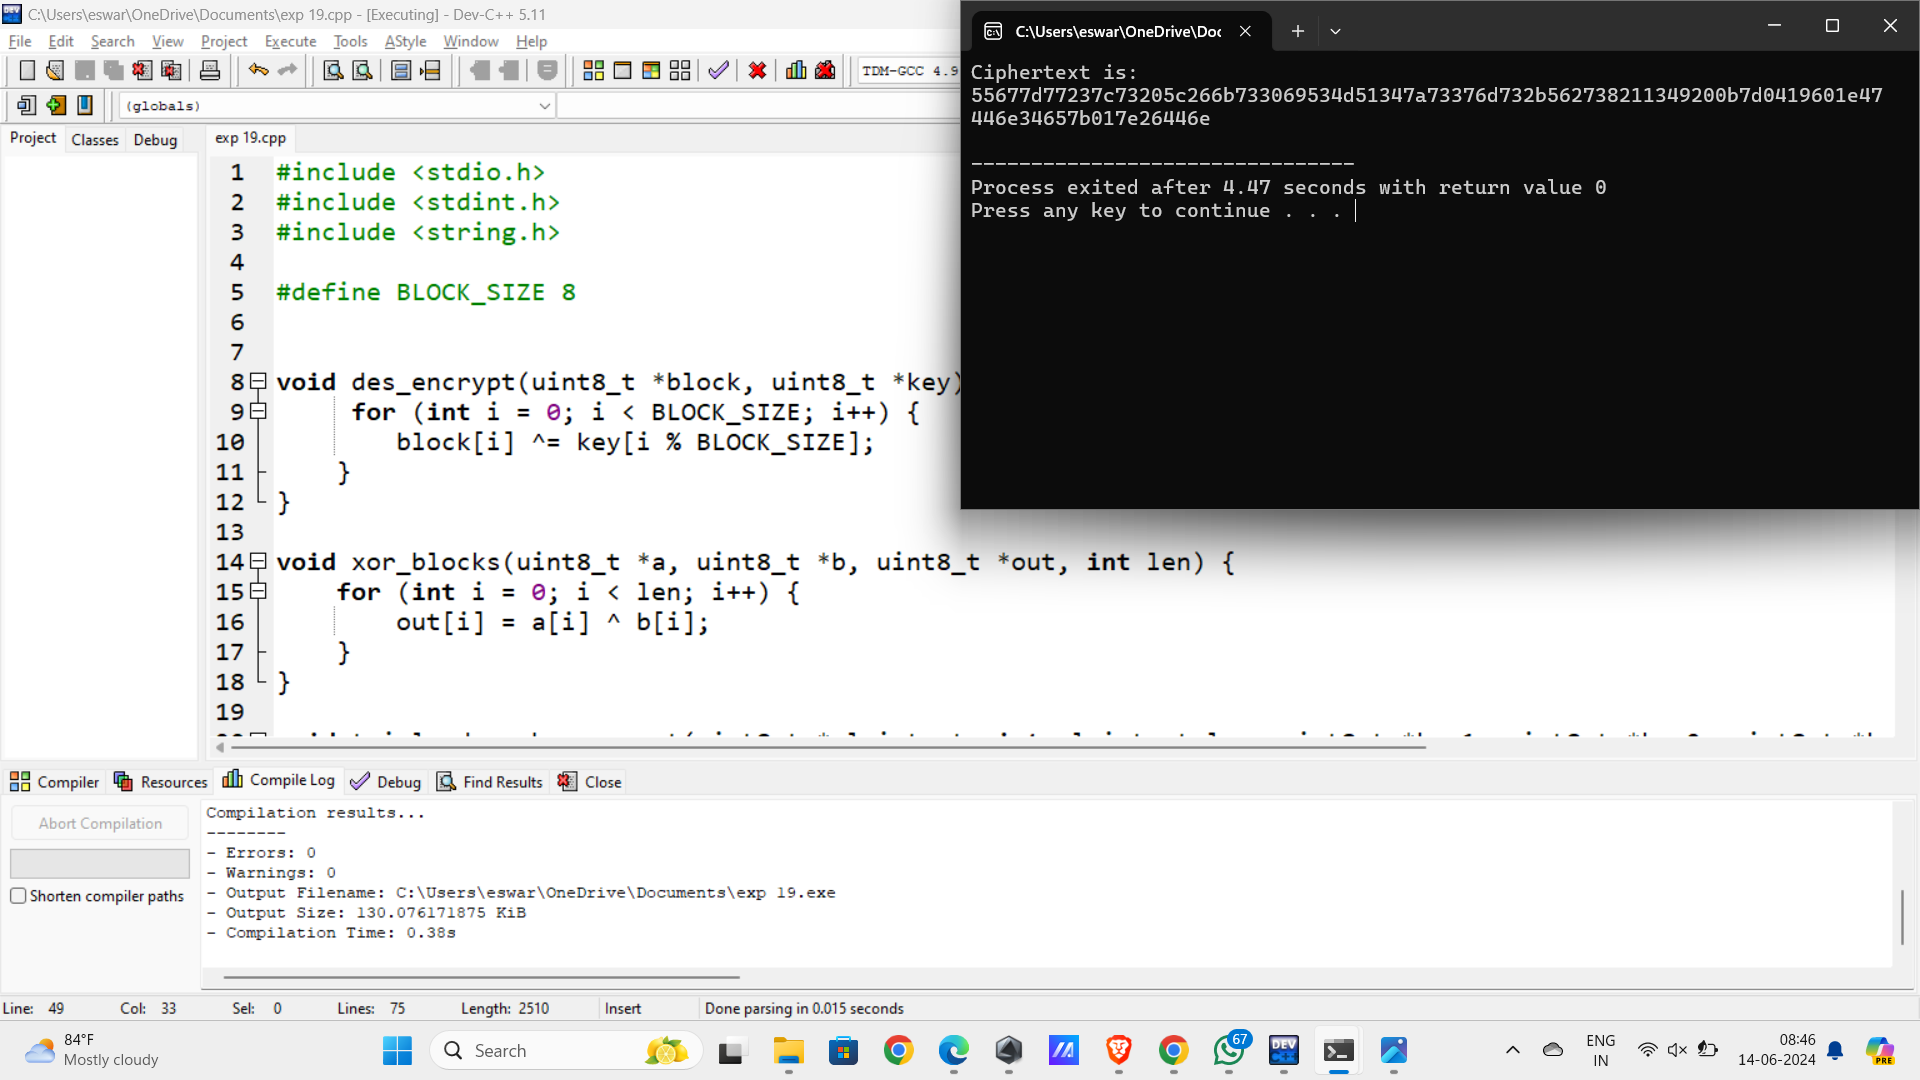 C:\Users\eswar\OneDrive\Documents\exp 19.cpp - [Executing] - Dev-C++ 5.11
File Edit Search View Project Execute Tools AStyle Window Help
TDM-GCC 4.9
(globals)
Project Classes Debug
exp 19.cpp
1 #include <stdio.h>
2 #include <stdint.h>
3 #include <string.h>
4
5 #define BLOCK_SIZE 8
6
7
8 void des_encrypt(uint8_t *block, uint8_t *key)
9 for (int i = 0; i < BLOCK_SIZE; i++) {
10 block[i] ^= key[i % BLOCK_SIZE];
11 }
12 }
13
14 void xor_blocks(uint8_t *a, uint8_t *b, uint8_t *out, int len) {
15 for (int i = 0; i < len; i++) {
16 out[i] = a[i] ^ b[i];
17 }
18 }
19
C:\Users\eswar\OneDrive\Doc
Ciphertext is:
55677d77237c73205c266b733069534d51347a73376d732b562738211349200b7d0419601e47
446e34657b017e26446e
--------------------------------
Process exited after 4.47 seconds with return value 0
Press any key to continue . . .
Compiler Resources Compile Log Debug Find Results Close
Abort Compilation
Shorten compiler paths
Compilation results...
--------
- Errors: 0
- Warnings: 0
- Output Filename: C:\Users\eswar\OneDrive\Documents\exp 19.exe
- Output Size: 130.076171875 KiB
- Compilation Time: 0.38s
Line: 49 Col: 33 Sel: 0 Lines: 75 Length: 2510 Insert Done parsing in 0.015 seconds
84°F
Mostly cloudy
Search
67
DEV
ENG
IN
08:46
14-06-2024
PRE